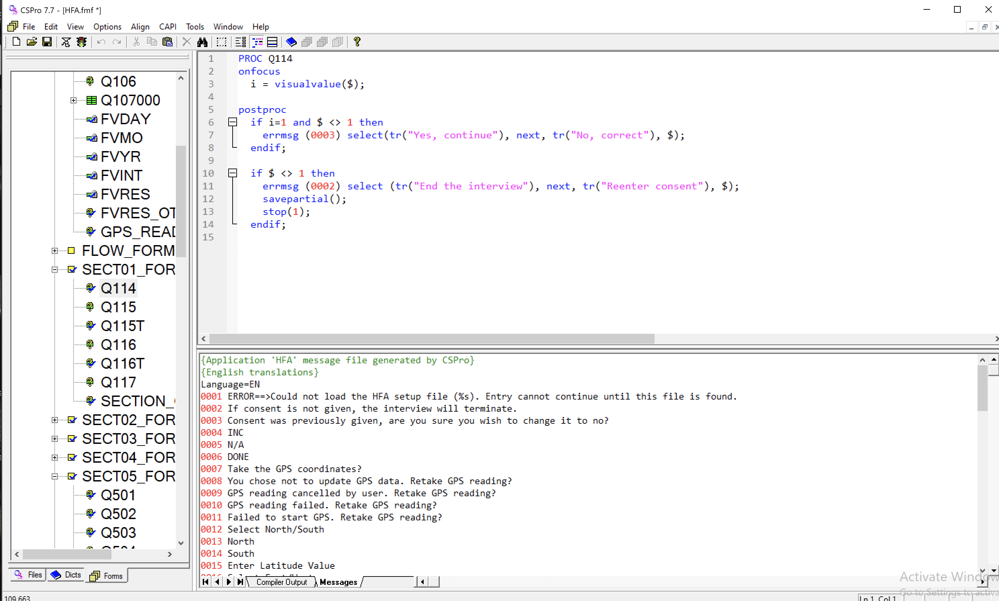 CSPro 7.7 - [HFA.fmf *]
File Edit View Options Align CAPI Tools Window Help
Q106
Q107000
FVDAY
FVMO
FVYR
FVINT
FVRES
FVRES_OT
GPS_READ
FLOW_FORM
SECT01_FOR
Q114
Q115
Q115T
Q116
Q116T
Q117
SECTION_
SECT02_FOR
SECT03_FOR
SECT04_FOR
SECT05_FOR
Q501
Q502
Q503
Files Dicts Forms
1 PROC Q114
2 onfocus
3 i = visualvalue($);
4
5 postproc
6 if i=1 and $ <> 1 then
7 errmsg (0003) select(tr("Yes, continue"), next, tr("No, correct"), $);
8 endif;
9
10 if $ <> 1 then
11 errmsg (0002) select (tr("End the interview"), next, tr("Reenter consent"), $);
12 savepartial();
13 stop(1);
14 endif;
15
{Application 'HFA' message file generated by CSPro}
{English translations}
Language=EN
0001 ERROR==>Could not load the HFA setup file (%s). Entry cannot continue until this file is found.
0002 If consent is not given, the interview will terminate.
0003 Consent was previously given, are you sure you wish to change it to no?
0004 INC
0005 N/A
0006 DONE
0007 Take the GPS coordinates?
0008 You chose not to update GPS data. Retake GPS reading?
0009 GPS reading cancelled by user. Retake GPS reading?
0010 GPS reading failed. Retake GPS reading?
0011 Failed to start GPS. Retake GPS reading?
0012 Select North/South
0013 North
0014 South
0015 Enter Latitude Value
Compiler Output Messages
Activate Window
Go to Settings to activa
109,663
Ln 1, Col 1